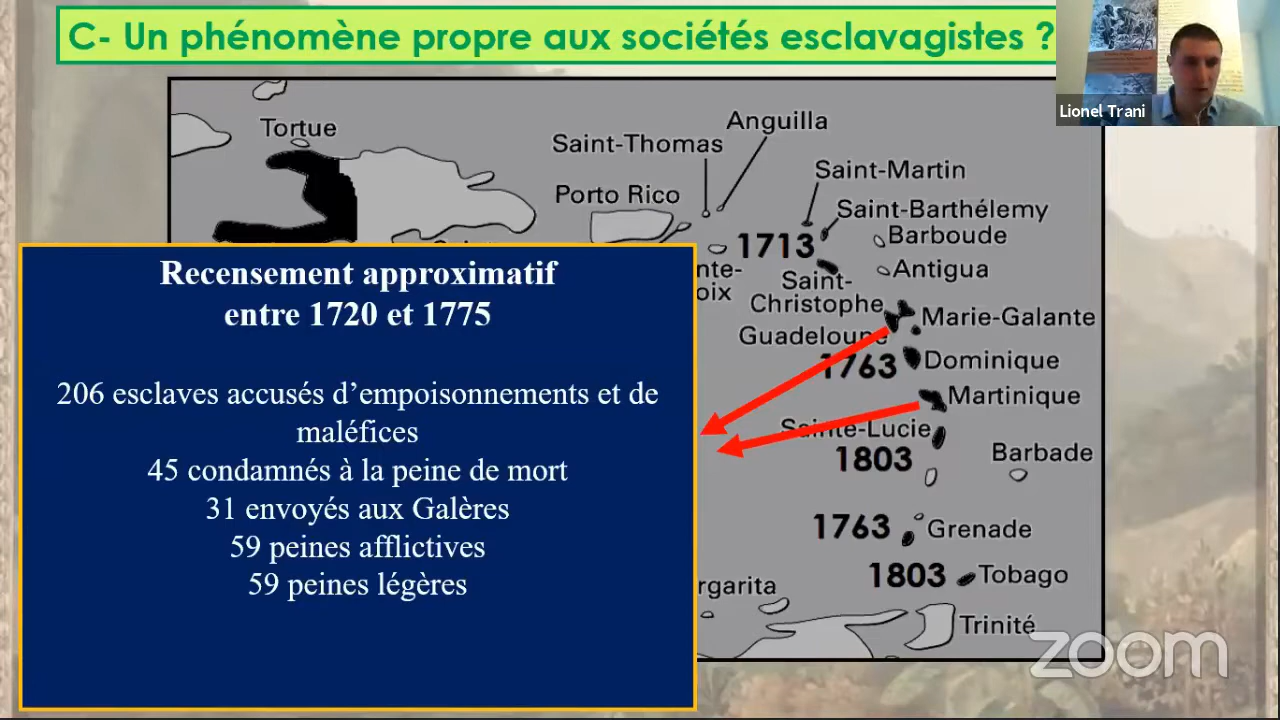 C- Un phénomène propre aux sociétés esclavagistes ?
Lionel Trani
Tortue
Saint-Thomas
Anguilla
Porto Rico
Saint-Martin
Saint-Barthélemy
1713
Barboude
Antigua
Saint-
Christophe
Marie-Galante
Guadeloupe
1763
Dominique
Martinique
Sainte-Lucie
1803
Barbade
1763
Grenade
1803
Tobago
Trinité
Recensement approximatif
entre 1720 et 1775
206 esclaves accusés d’empoisonnements et de
maléfices
45 condamnés à la peine de mort
31 envoyés aux Galères
59 peines afflictives
59 peines légères
zoom